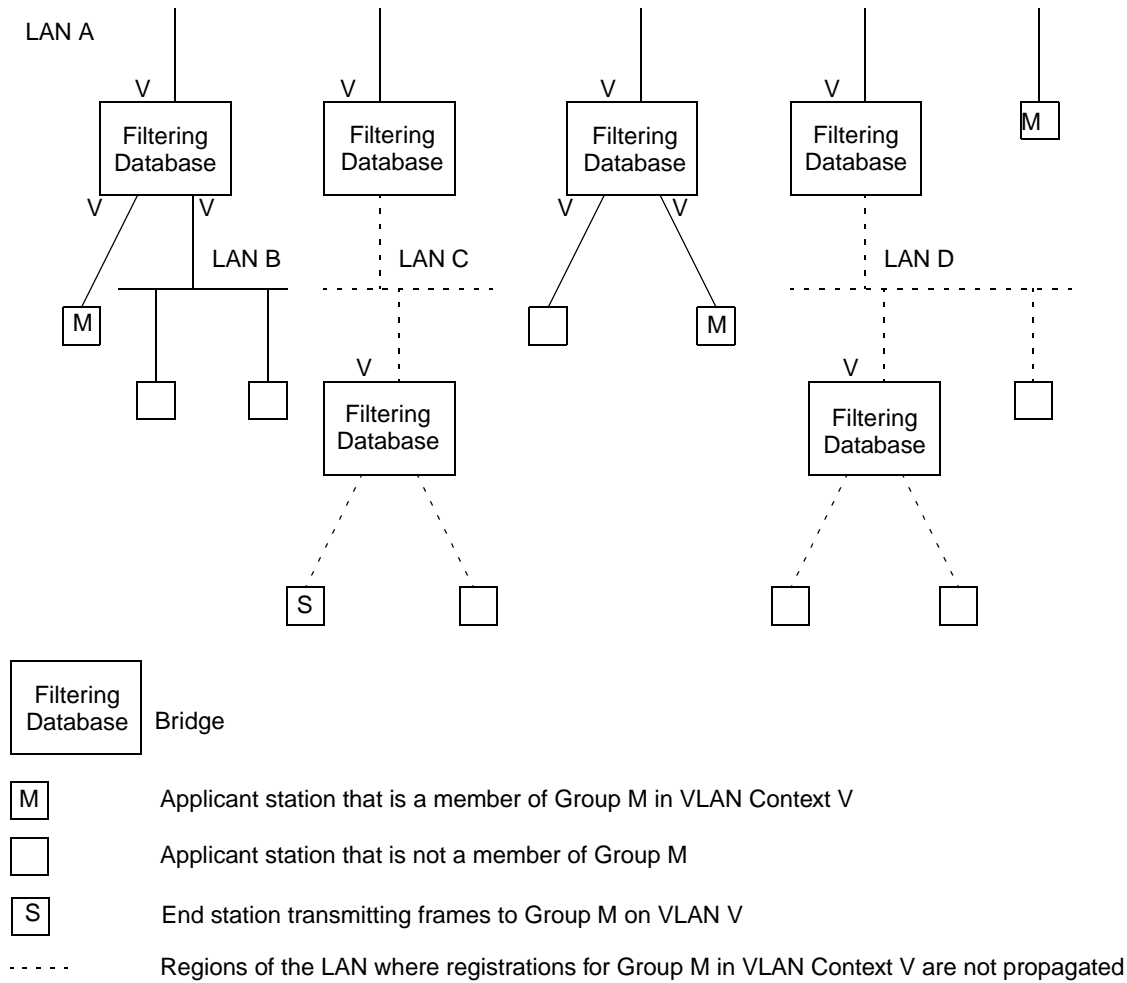 LAN A
V V V V
Filtering
Database
Filtering
Database
Filtering
Database
Filtering
Database
M
V V V V
LAN B LAN C LAN D
M M
V V
Filtering
Database
Filtering
Database
S
Filtering
Database Bridge
M Applicant station that is a member of Group M in VLAN Context V
Applicant station that is not a member of Group M
S End station transmitting frames to Group M on VLAN V
Regions of the LAN where registrations for Group M in VLAN Context V are not propagated